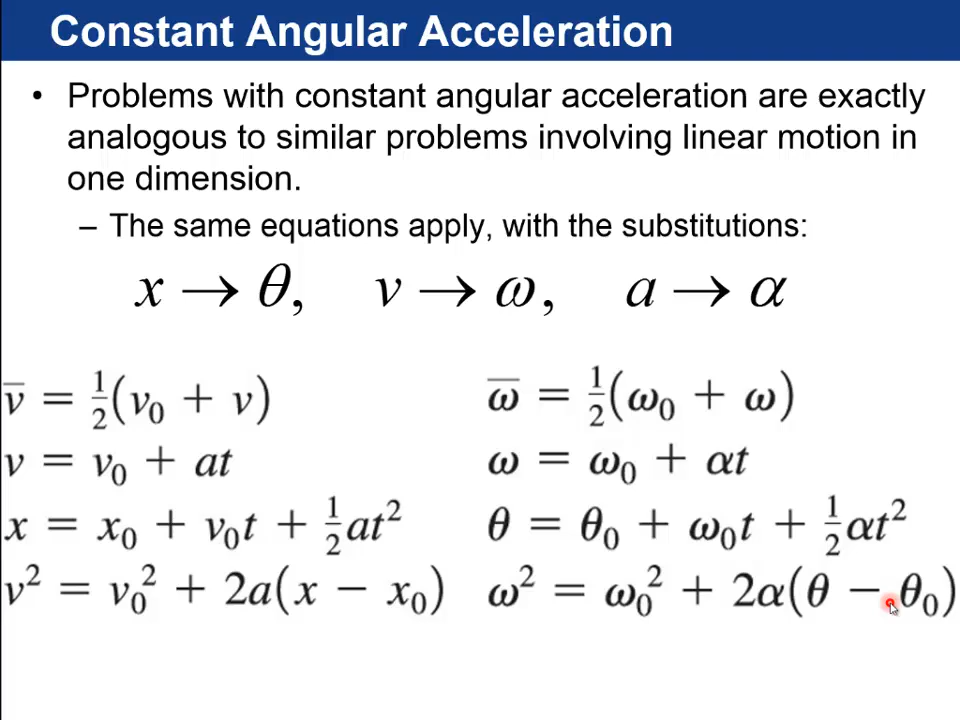 Constant Angular Acceleration
• Problems with constant angular acceleration are exactly
analogous to similar problems involving linear motion in
one dimension.
– The same equations apply, with the substitutions:
x → θ, v → ω, a → α
v̅ = ½(v₀ + v) ω̅ = ½(ω₀ + ω)
v = v₀ + at ω = ω₀ + αt
x = x₀ + v₀t + ½at² θ = θ₀ + ω₀t + ½αt²
v² = v₀² + 2a(x − x₀) ω² = ω₀² + 2α(θ − θ₀)